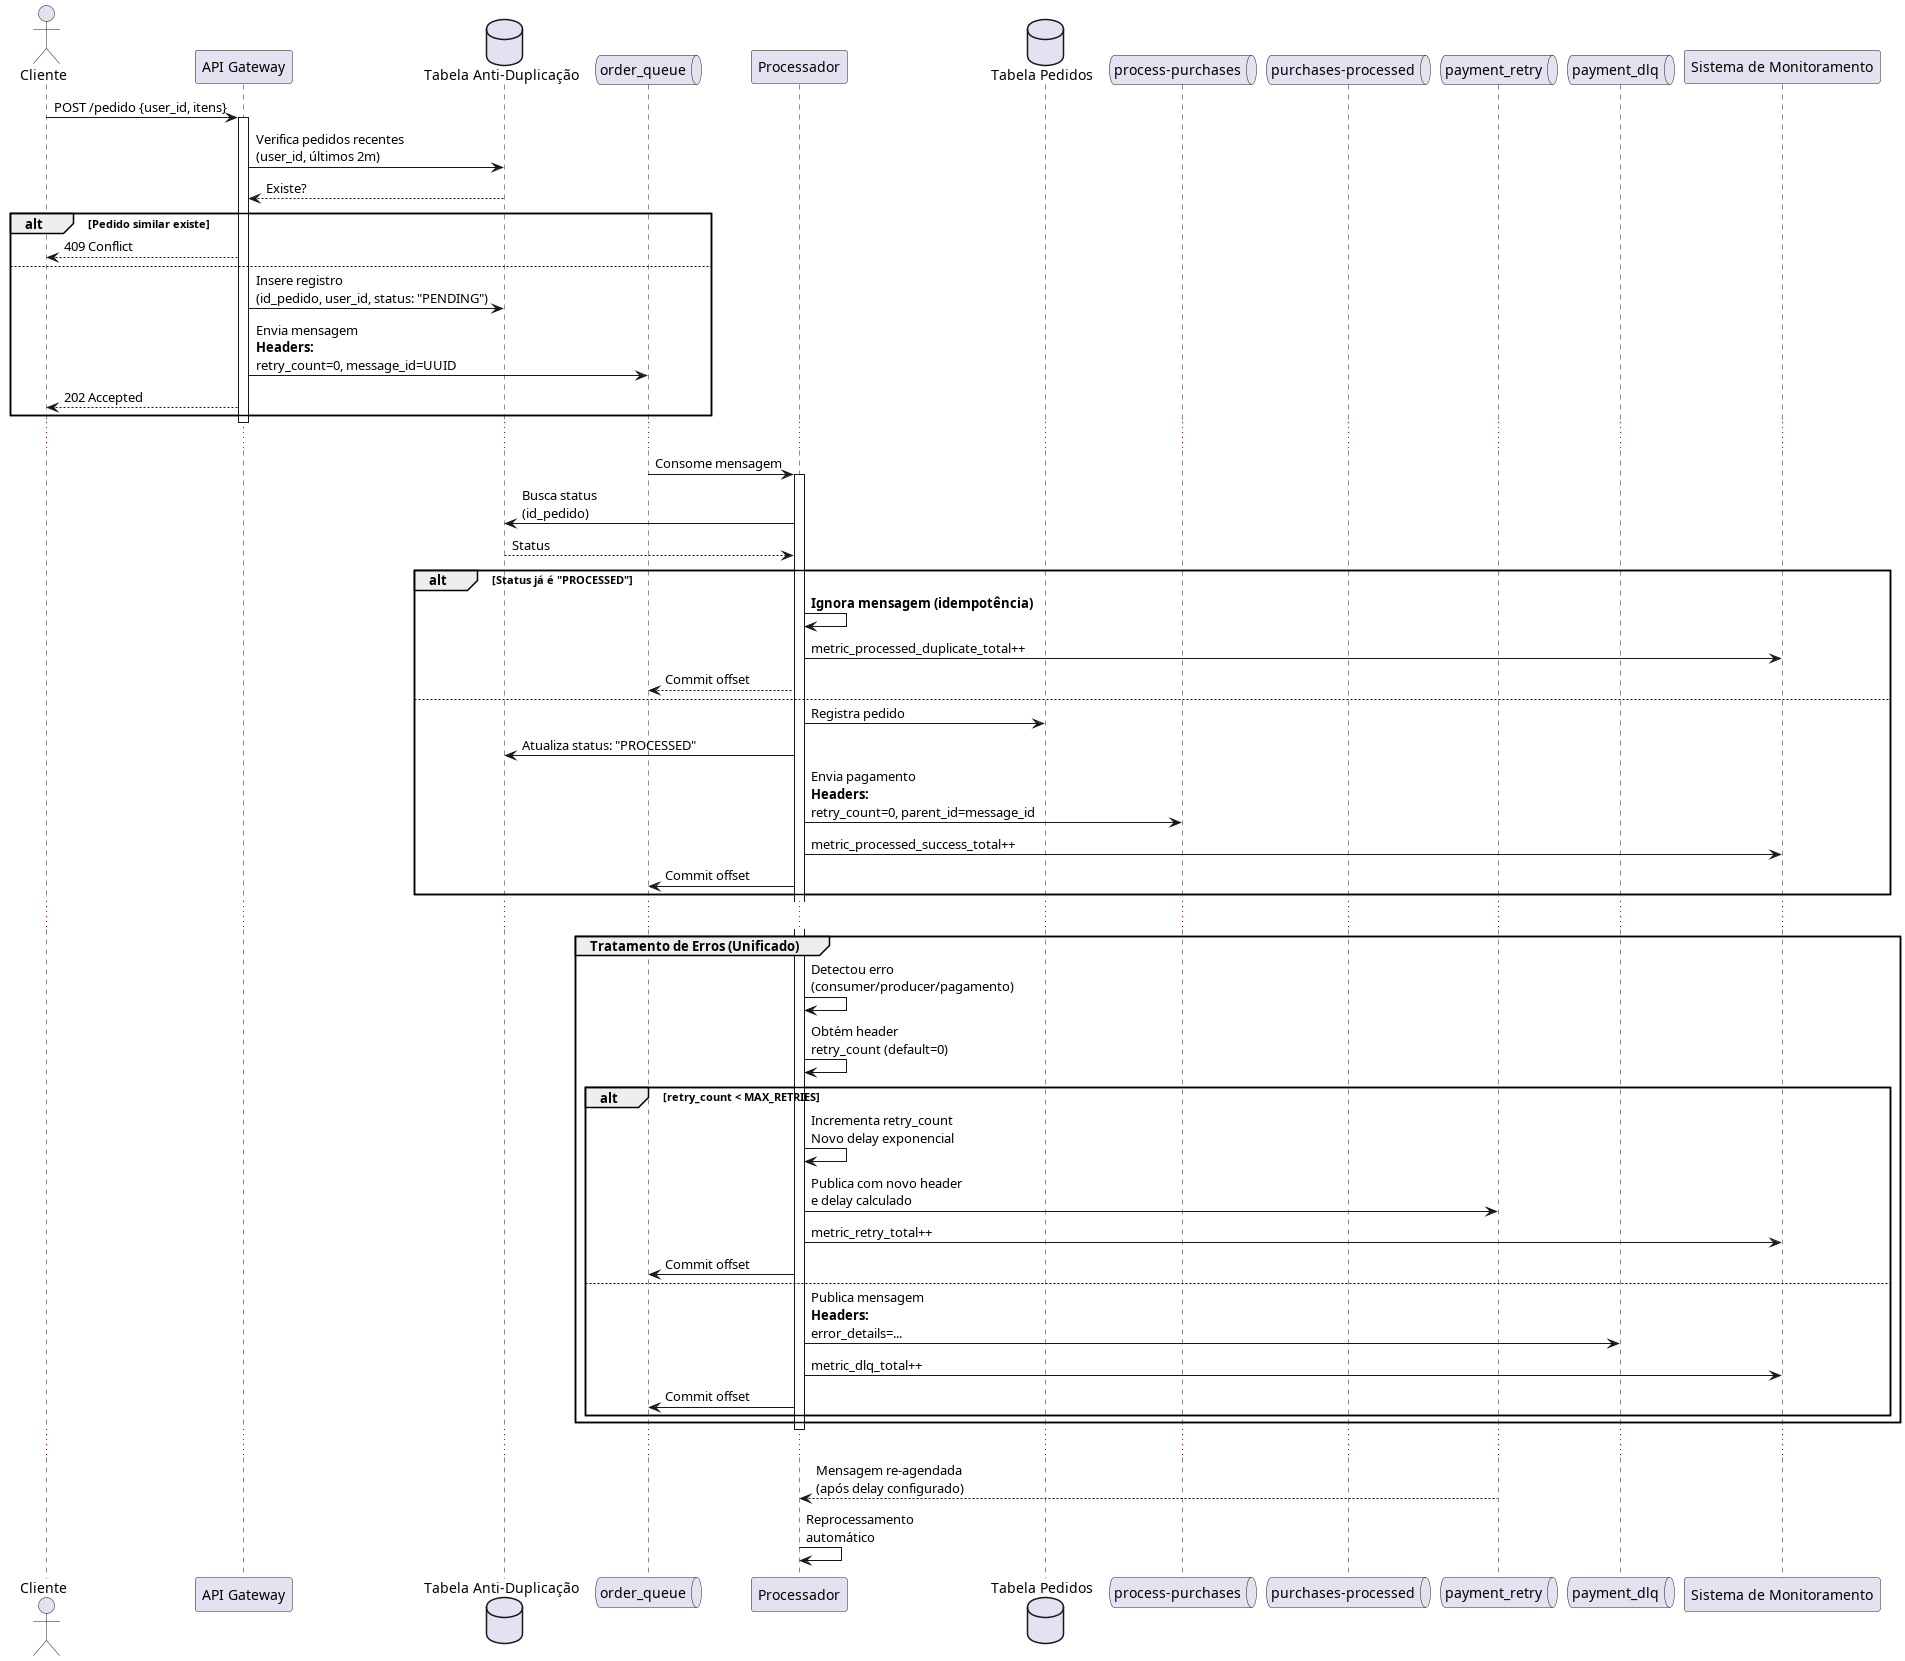 Cliente
API Gateway
Tabela Anti-Duplicação
order_queue
Processador
Tabela Pedidos
process-purchases
purchases-processed
payment_retry
payment_dlq
Sistema de Monitoramento
POST /pedido {user_id, itens}
Verifica pedidos recentes
(user_id, últimos 2m)
Existe?
alt [Pedido similar existe]
409 Conflict
Insere registro
(id_pedido, user_id, status: "PENDING")
Envia mensagem
Headers:
retry_count=0, message_id=UUID
202 Accepted
Consome mensagem
Busca status
(id_pedido)
Status
alt [Status já é "PROCESSED"]
Ignora mensagem (idempotência)
metric_processed_duplicate_total++
Commit offset
Registra pedido
Atualiza status: "PROCESSED"
Envia pagamento
Headers:
retry_count=0, parent_id=message_id
metric_processed_success_total++
Commit offset
Tratamento de Erros (Unificado)
Detectou erro
(consumer/producer/pagamento)
Obtém header
retry_count (default=0)
alt [retry_count < MAX_RETRIES]
Incrementa retry_count
Novo delay exponencial
Publica com novo header
e delay calculado
metric_retry_total++
Commit offset
Publica mensagem
Headers:
error_details=...
metric_dlq_total++
Commit offset
Mensagem re-agendada
(após delay configurado)
Reprocessamento
automático
Cliente
API Gateway
Tabela Anti-Duplicação
order_queue
Processador
Tabela Pedidos
process-purchases
purchases-processed
payment_retry
payment_dlq
Sistema de Monitoramento